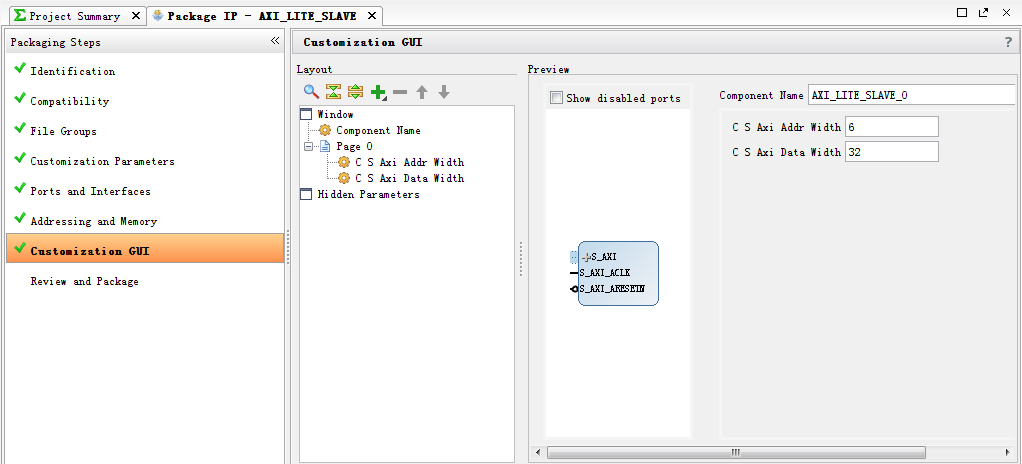 Project Summary
Package IP - AXI_LITE_SLAVE
Packaging Steps
Identification
Compatibility
File Groups
Customization Parameters
Ports and Interfaces
Addressing and Memory
Customization GUI
Review and Package
Customization GUI
?
Layout
Window
Component Name
Page 0
C S Axi Addr Width
C S Axi Data Width
Hidden Parameters
Preview
Show disabled ports
S_AXI
S_AXI_ACLK
S_AXI_ARESETN
Component Name AXI_LITE_SLAVE_0
C S Axi Addr Width 6
C S Axi Data Width 32